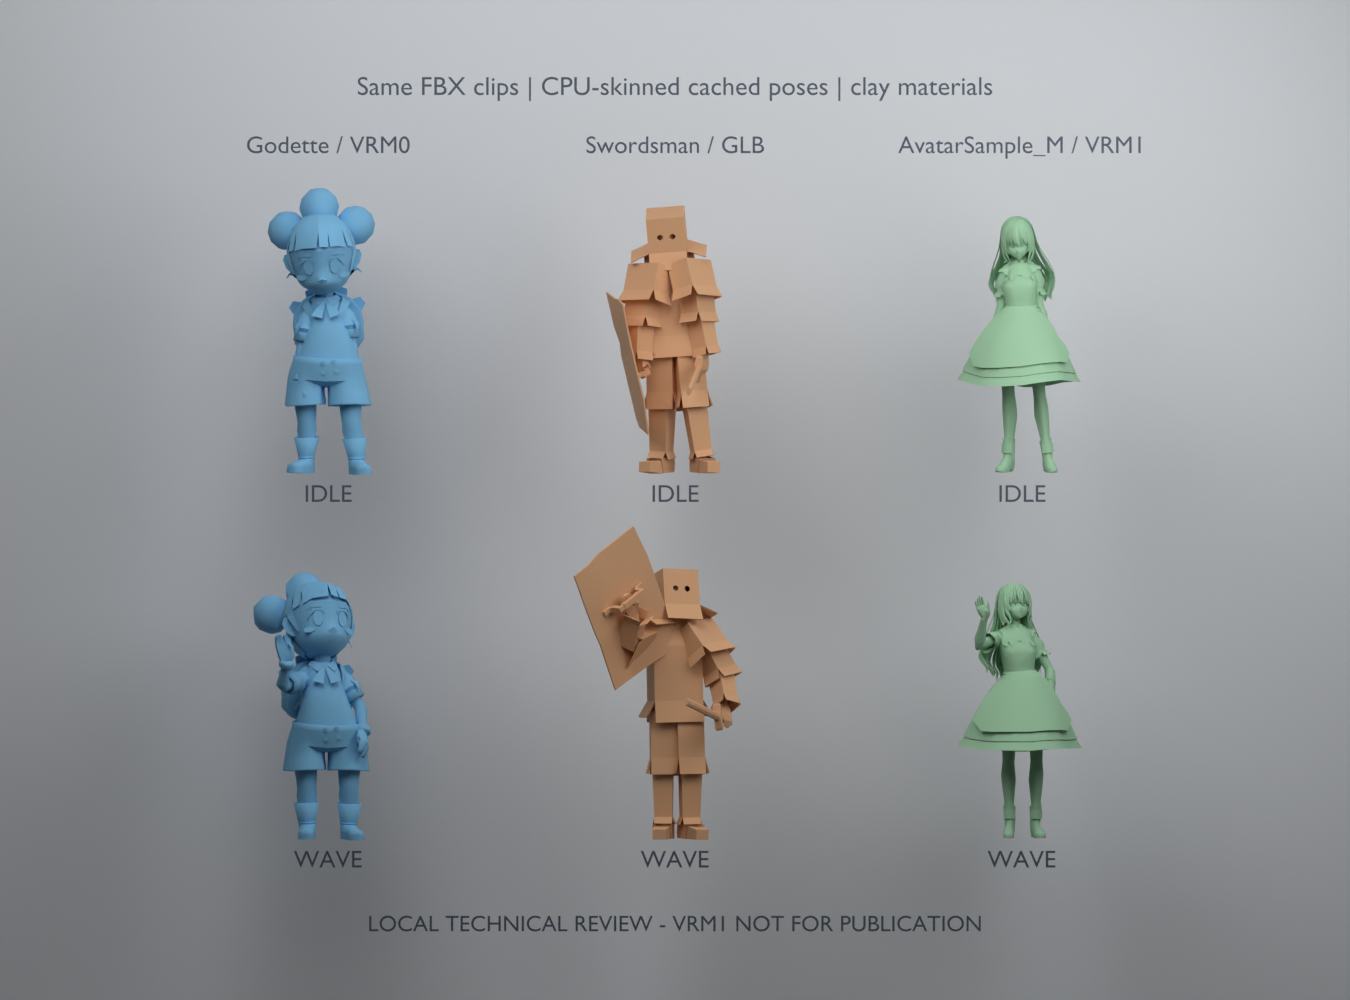 Same FBX clips | CPU-skinned cached poses | clay materials
Godette / VRM0
Swordsman / GLB
AvatarSample_M / VRM1
IDLE
IDLE
IDLE
WAVE
WAVE
WAVE
LOCAL TECHNICAL REVIEW - VRM1 NOT FOR PUBLICATION